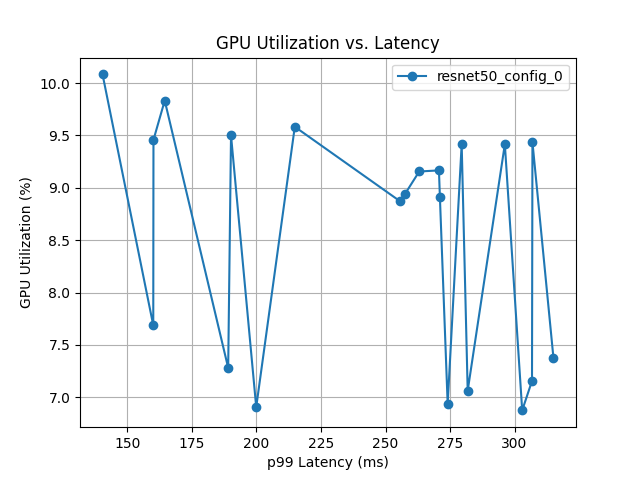 GPU Utilization vs. Latency
resnet50_config_0
GPU Utilization (%)
10.0
9.5
9.0
8.5
8.0
7.5
7.0
150 175 200 225 250 275 300
p99 Latency (ms)